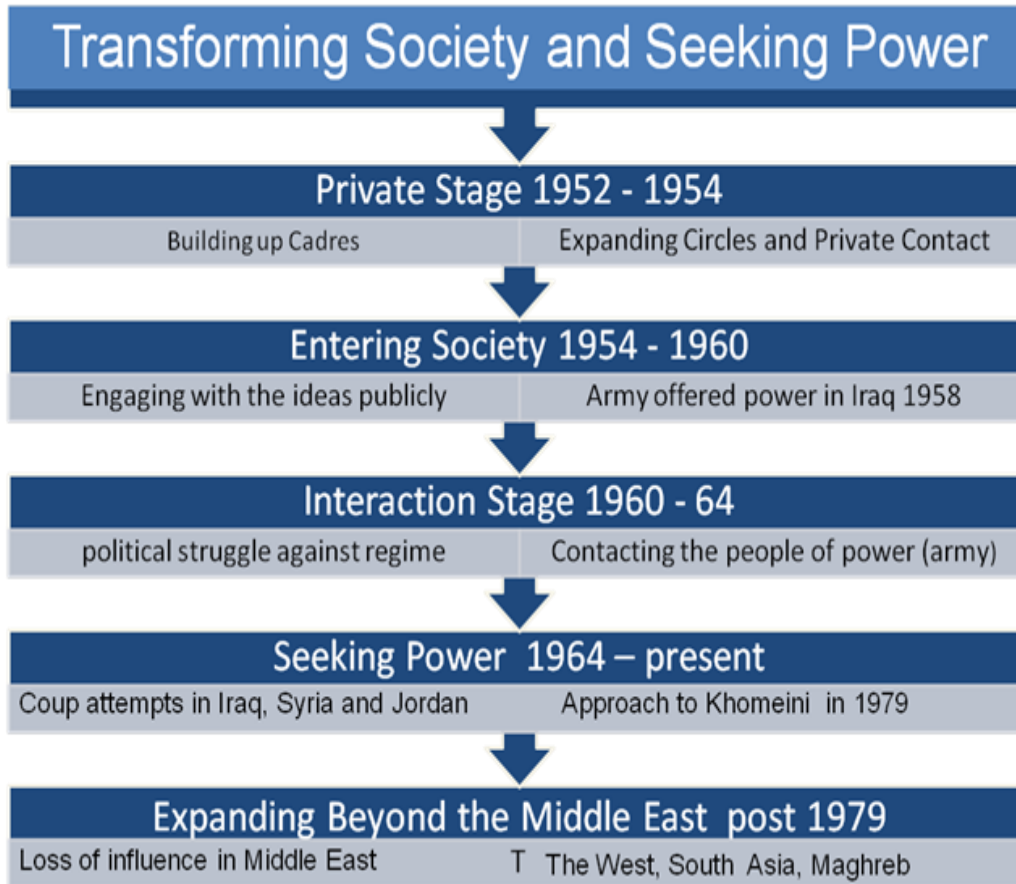 Transforming Society and Seeking Power
Private Stage 1952 - 1954
Building up Cadres
Expanding Circles and Private Contact
Entering Society 1954 - 1960
Engaging with the ideas publicly
Army offered power in Iraq 1958
Interaction Stage 1960 - 64
political struggle against regime
Contacting the people of power (army)
Seeking Power 1964 – present
Coup attempts in Iraq, Syria and Jordan
Approach to Khomeini in 1979
Expanding Beyond the Middle East post 1979
Loss of influence in Middle East
T The West, South Asia, Maghreb